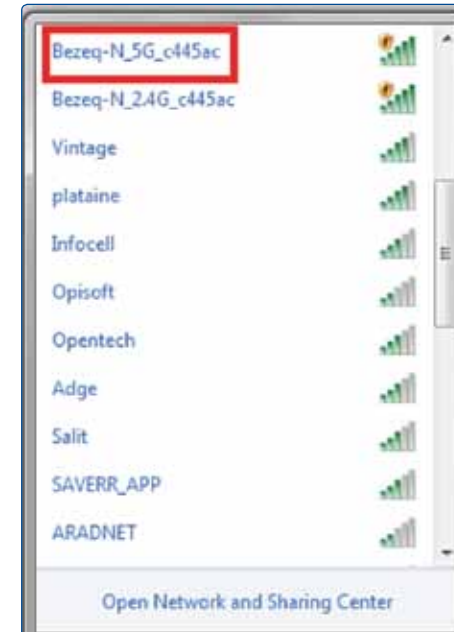 Bezeq-N_5G_c445ac
Bezeq-N_2.4G_c445ac
Vintage
plataine
Infocell
Opisoft
Opentech
Adge
Salit
SAVERR_APP
ARADNET
Open Network and Sharing Center